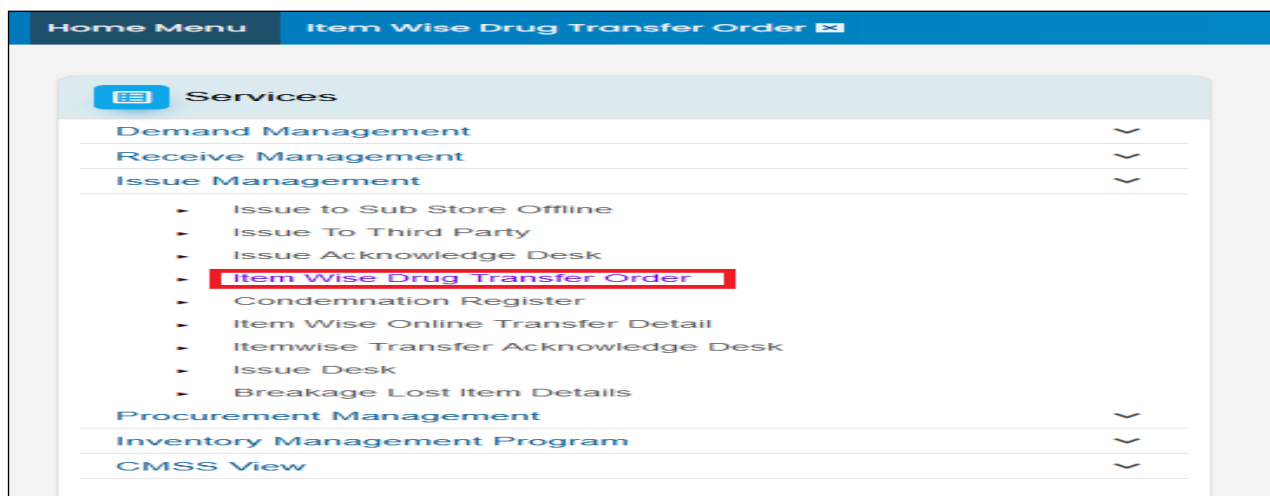 Home Menu Item Wise Drug Transfer Order
Services
Demand Management
Receive Management
Issue Management
Issue to Sub Store Offline
Issue To Third Party
Issue Acknowledge Desk
Item Wise Drug Transfer Order
Condemnation Register
Item Wise Online Transfer Detail
Itemwise Transfer Acknowledge Desk
Issue Desk
Breakage Lost Item Details
Procurement Management
Inventory Management Program
CMSS View